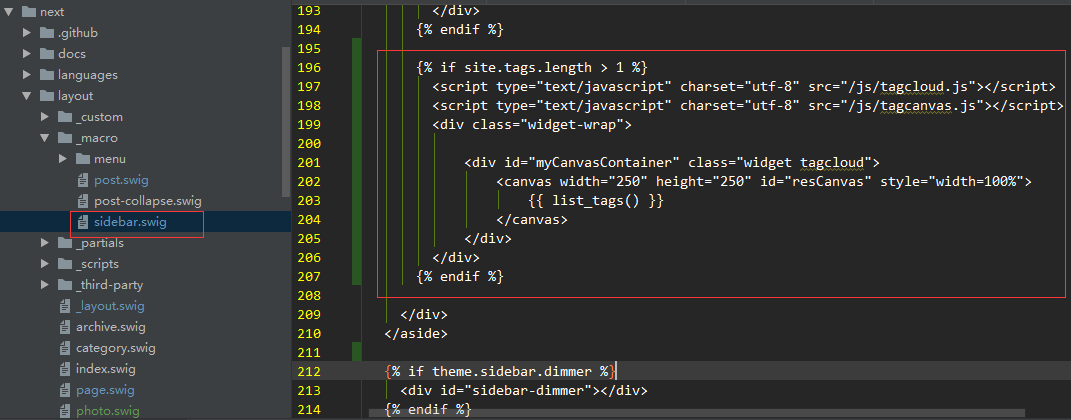 next
.github
docs
languages
layout
_custom
_macro
menu
post.swig
post-collapse.swig
sidebar.swig
_partials
_scripts
_third-party
_layout.swig
archive.swig
category.swig
index.swig
page.swig
photo.swig
193 </div>
194 {% endif %}
195
196 {% if site.tags.length > 1 %}
197 <script type="text/javascript" charset="utf-8" src="/js/tagcloud.js"></script>
198 <script type="text/javascript" charset="utf-8" src="/js/tagcanvas.js"></script>
199 <div class="widget-wrap">
200
201 <div id="myCanvasContainer" class="widget tagcloud">
202 <canvas width="250" height="250" id="resCanvas" style="width=100%">
203 {{ list_tags() }}
204 </canvas>
205 </div>
206 </div>
207 {% endif %}
208
209 </div>
210 </aside>
211
212 {% if theme.sidebar.dimmer %}
213 <div id="sidebar-dimmer"></div>
214 {% endif %}